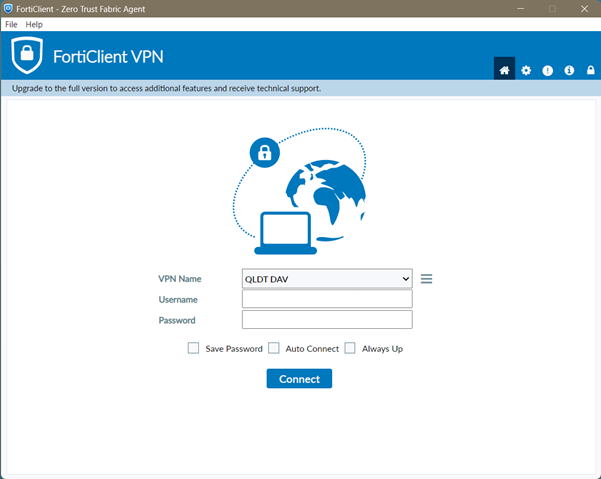 FortiClient - Zero Trust Fabric Agent
File Help
FortiClient VPN
Upgrade to the full version to access additional features and receive technical support.
VPN Name QLDT DAV
Username
Password
Save Password Auto Connect Always Up
Connect